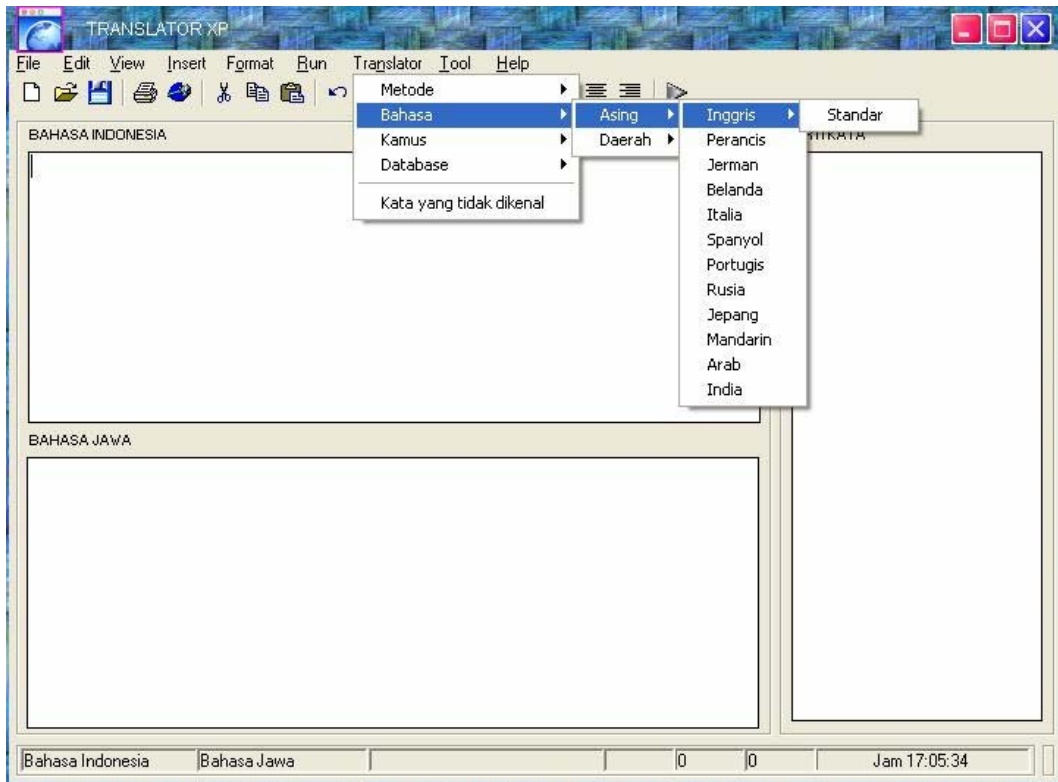 TRANSLATOR XP
File Edit View Insert Format Run Translator Tool Help
Metode
Bahasa
Kamus
Database
Kata yang tidak dikenal
Asing
Daerah
Inggris
Perancis
Jerman
Belanda
Italia
Spanyol
Portugis
Rusia
Jepang
Mandarin
Arab
India
Standar
BAHASA INDONESIA
BAHASA JAWA
Bahasa Indonesia Bahasa Jawa 0 0 Jam 17:05:34